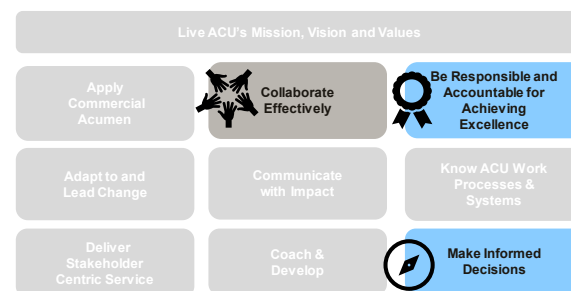 Live ACU's Mission, Vision and Values
Apply
Commercial
Acumen
Collaborate
Effectively
Be Responsible and
Accountable for
Achieving
Excellence
Adapt to and
Lead Change
Communicate
with Impact
Know ACU Work
Processes &
Systems
Deliver
Stakeholder
Centric Service
Coach &
Develop
Make Informed
Decisions